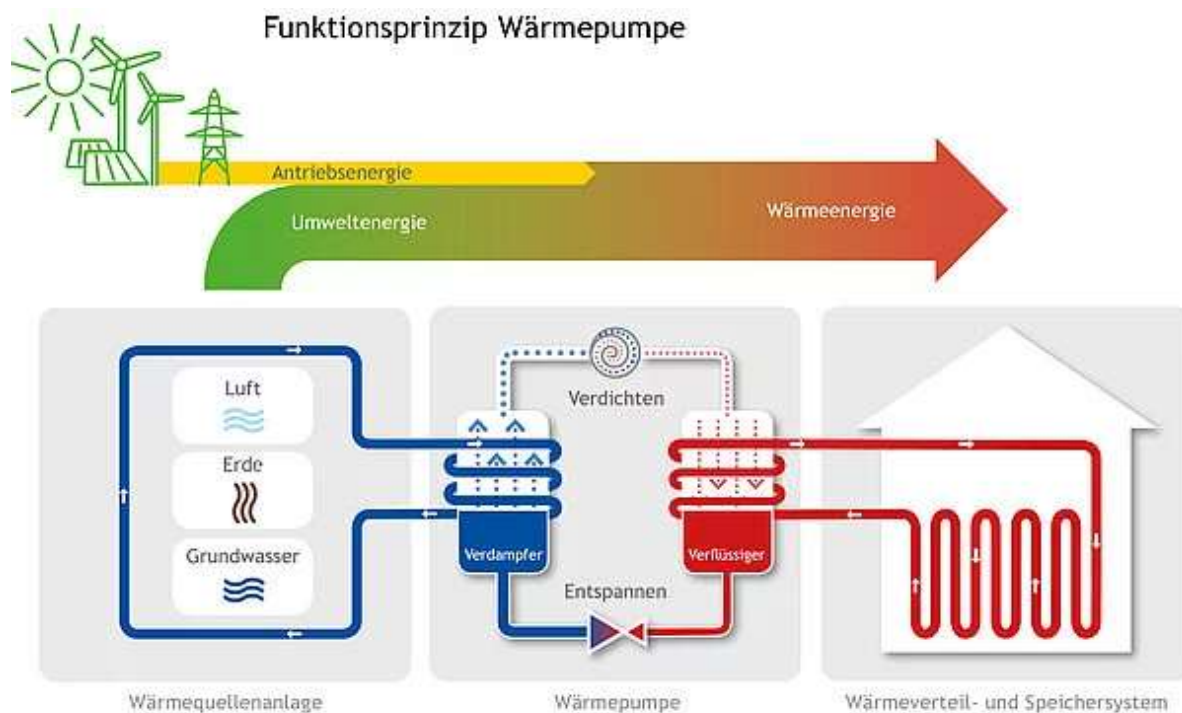 Funktionsprinzip Wärmepumpe
Antriebsenergie
Umweltenergie
Wärmeenergie
Luft
Erde
Grundwasser
Verdichten
Verdampfer
Verflüssiger
Entspannen
Wärmequellenanlage
Wärmepumpe
Wärmeverteil- und Speichersystem